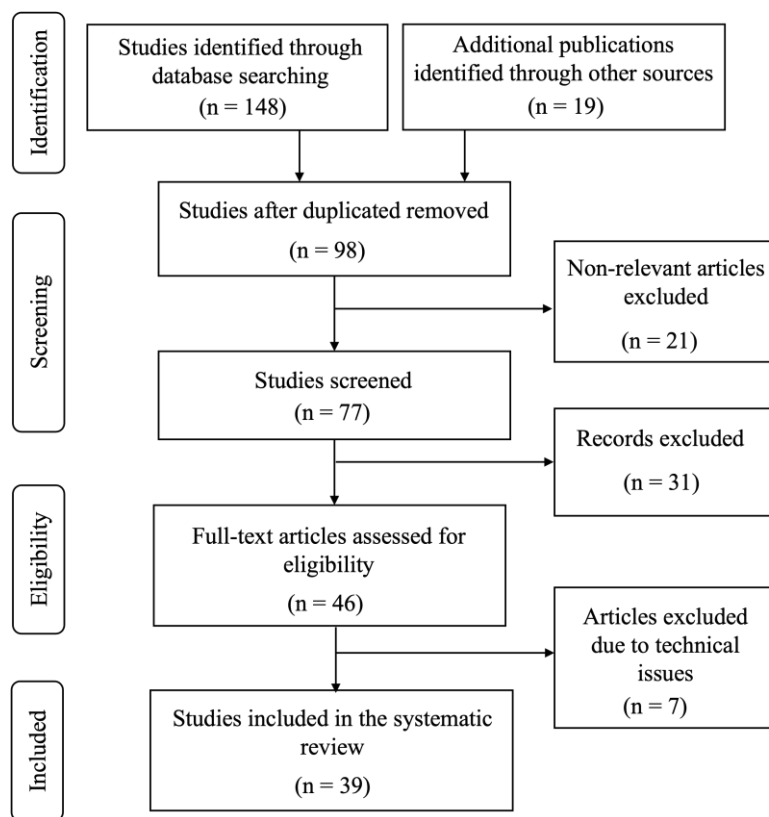 Identification
Studies identified through
database searching
(n = 148)
Additional publications
identified through other sources
(n = 19)
Screening
Studies after duplicated removed
(n = 98)
Non-relevant articles
excluded
(n = 21)
Studies screened
(n = 77)
Records excluded
(n = 31)
Eligibility
Full-text articles assessed for
eligibility
(n = 46)
Articles excluded
due to technical
issues
(n = 7)
Included
Studies included in the systematic
review
(n = 39)